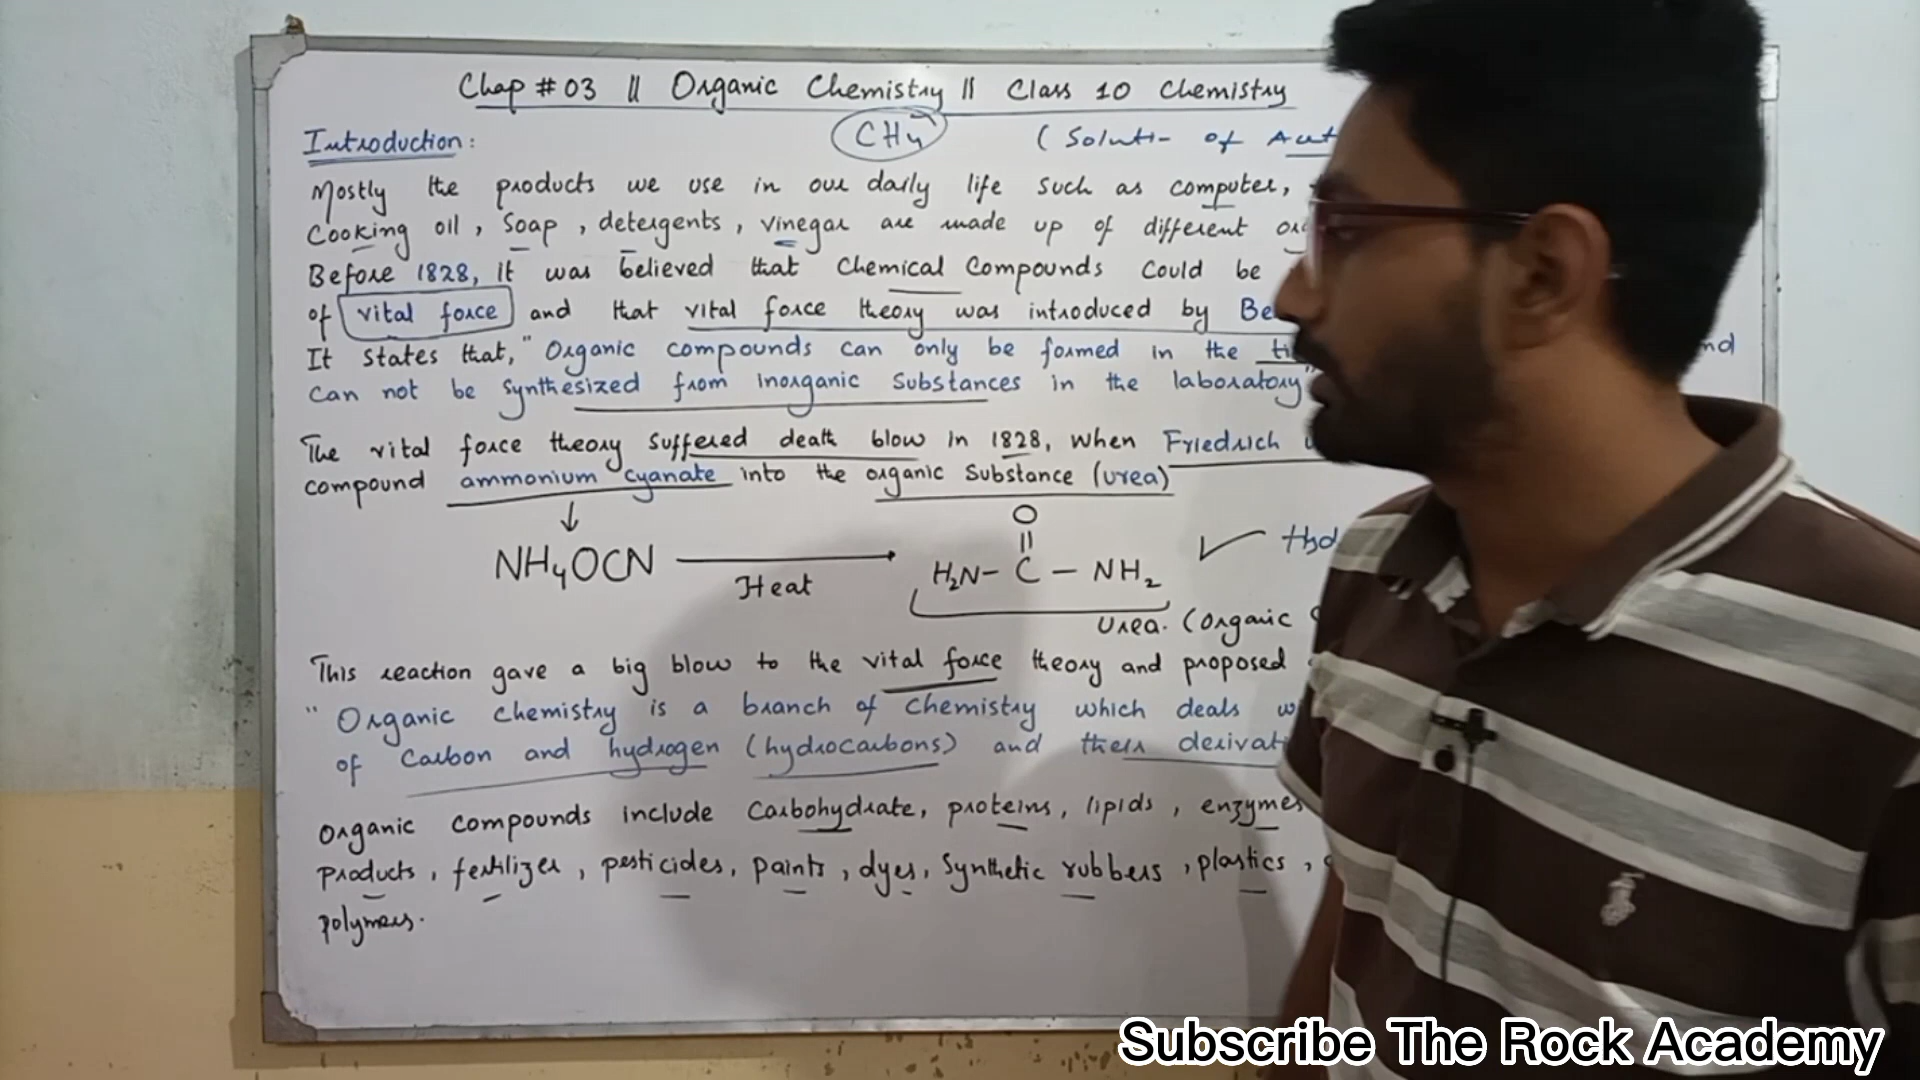 Chap # 03 || Organic Chemistry || Class 10 Chemistry
Introduction:
CH4
( Soluti- of
Mostly the products we use in our daily life such as computer,
Cooking oil, Soap, detergents, vinegar are made up of different
Before 1828, it was believed that Chemical Compounds Could be
of vital force and that vital force theory was introduced by
It States that, " Organic compounds can only be formed in the
Can not be Synthesized from inorganic Substances in the laboratory"
The vital force theory suffered death blow in 1828, when Friedrich
compound ammonium cyanate into the organic Substance (urea)
↓
O
||
NH4OCN ⟶ H2N- C - NH2
Heat
Urea. (Organic
This reaction gave a big blow to the vital force theory and proposed
" Organic chemistry is a branch of chemistry which deals
of Carbon and hydrogen (hydrocarbons) and their
Organic compounds include Carbohydrate, proteins, lipids, enzymes
Products, fertilizer, pesticides, paints, dyes, Synthetic rubbers, plastics,
polymers.
Subscribe The Rock Academy